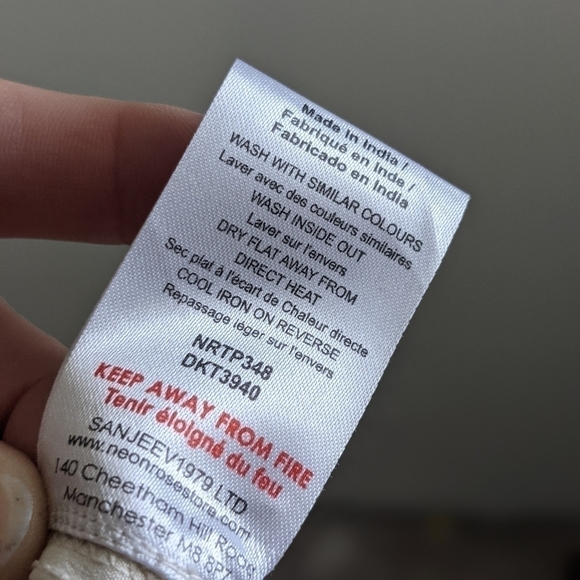 Made in India /
Fabriqué en Inde /
Fabricado en India
WASH WITH SIMILAR COLOURS
Laver avec des couleurs similaires
WASH INSIDE OUT
Laver sur l'envers
DRY FLAT AWAY FROM
DIRECT HEAT
Sec plat à l'écart de Chaleur directe
COOL IRON ON REVERSE
Repassage léger sur l'envers
NRTP348
DKT3940
KEEP AWAY FROM FIRE
Tenir éloigné du feu
SANJEEV1979 LTD
www.neonrosestore.com
140 Cheetham Hill Road
Manchester M8 8PZ